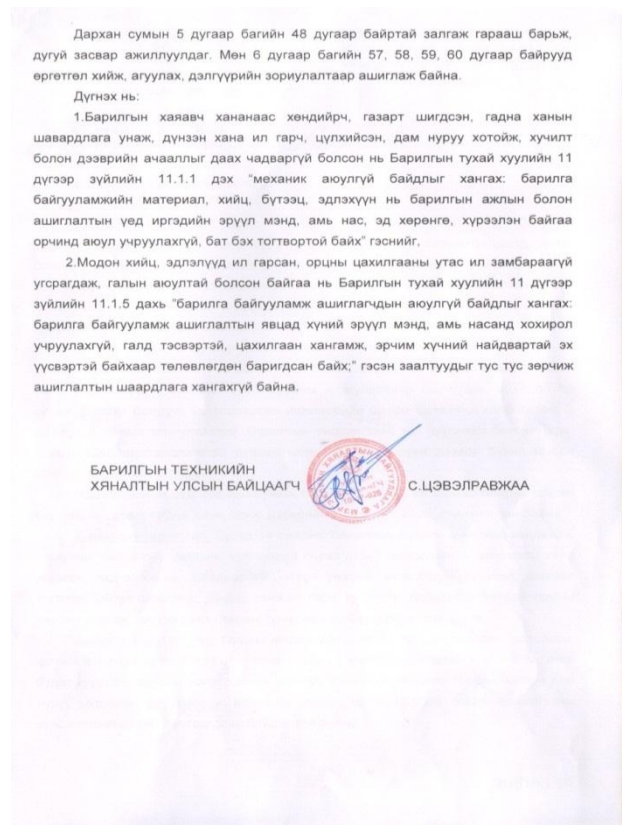 Дархан сумын 5 дугаар багийн 48 дугаар байртай залгаж гарааш барьж,
дугуй засвар ажиллуулдаг. Мөн 6 дугаар багийн 57, 58, 59, 60 дугаар байрууд
өргөтгөл хийж, агуулах, дэлгүүрийн зориулалтаар ашиглаж байна.
Дүгнэх нь:
1.Барилгын хаяавч хананаас хөндийрч, газарт шигдсэн, гадна ханын
шавардлага унаж, дүнзэн хана ил гарч, цүлхийсэн, дам нуруу хотойж, хучилт
болон дээврийн ачааллыг даах чадваргүй болсон нь Барилгын тухай хуулийн 11
дүгээр зүйлийн 11.1.1 дэх “механик аюулгүй байдлыг хангах: барилга
байгууламжийн материал, хийц, бүтээц, эдлэхүүн нь барилгын ажлын болон
ашиглалтын үед иргэдийн эрүүл мэнд, амь нас, эд хөрөнгө, хүрээлэн байгаа
орчинд аюул учруулахгүй, бат бэх тогтвортой байх” гэснийг,
2.Модон хийц, эдлэлүүд ил гарсан, орцны цахилгааны утас ил замбараагүй
угсрагдаж, галын аюултай болсон байгаа нь Барилгын тухай хуулийн 11 дүгээр
зүйлийн 11.1.5 дахь ”барилга байгууламж ашиглагчдын аюулгүй байдлыг хангах:
барилга байгууламж ашиглалтын явцад хүний эрүүл мэнд, амь насанд хохирол
учруулахгүй, галд тэсвэртэй, цахилгаан хангамж, эрчим хүчний найдвартай эх
үүсвэртэй байхаар төлөвлөгдөн баригдсан байх;” гэсэн заалтуудыг тус тус зөрчиж
ашиглалтын шаардлага хангахгүй байна.
БАРИЛГЫН ТЕХНИКИЙН
ХЯНАЛТЫН УЛСЫН БАЙЦААГЧ С.ЦЭВЭЛРАВЖАА